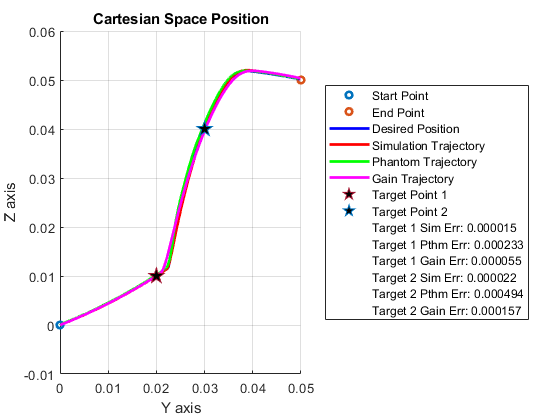 Cartesian Space Position
0.06
0.05
0.04
0.03
0.02
0.01
0
-0.01
Z axis
0
0.01
0.02
0.03
0.04
0.05
Y axis
Start Point
End Point
Desired Position
Simulation Trajectory
Phantom Trajectory
Gain Trajectory
Target Point 1
Target Point 2
Target 1 Sim Err: 0.000015
Target 1 Pthm Err: 0.000233
Target 1 Gain Err: 0.000055
Target 2 Sim Err: 0.000022
Target 2 Pthm Err: 0.000494
Target 2 Gain Err: 0.000157